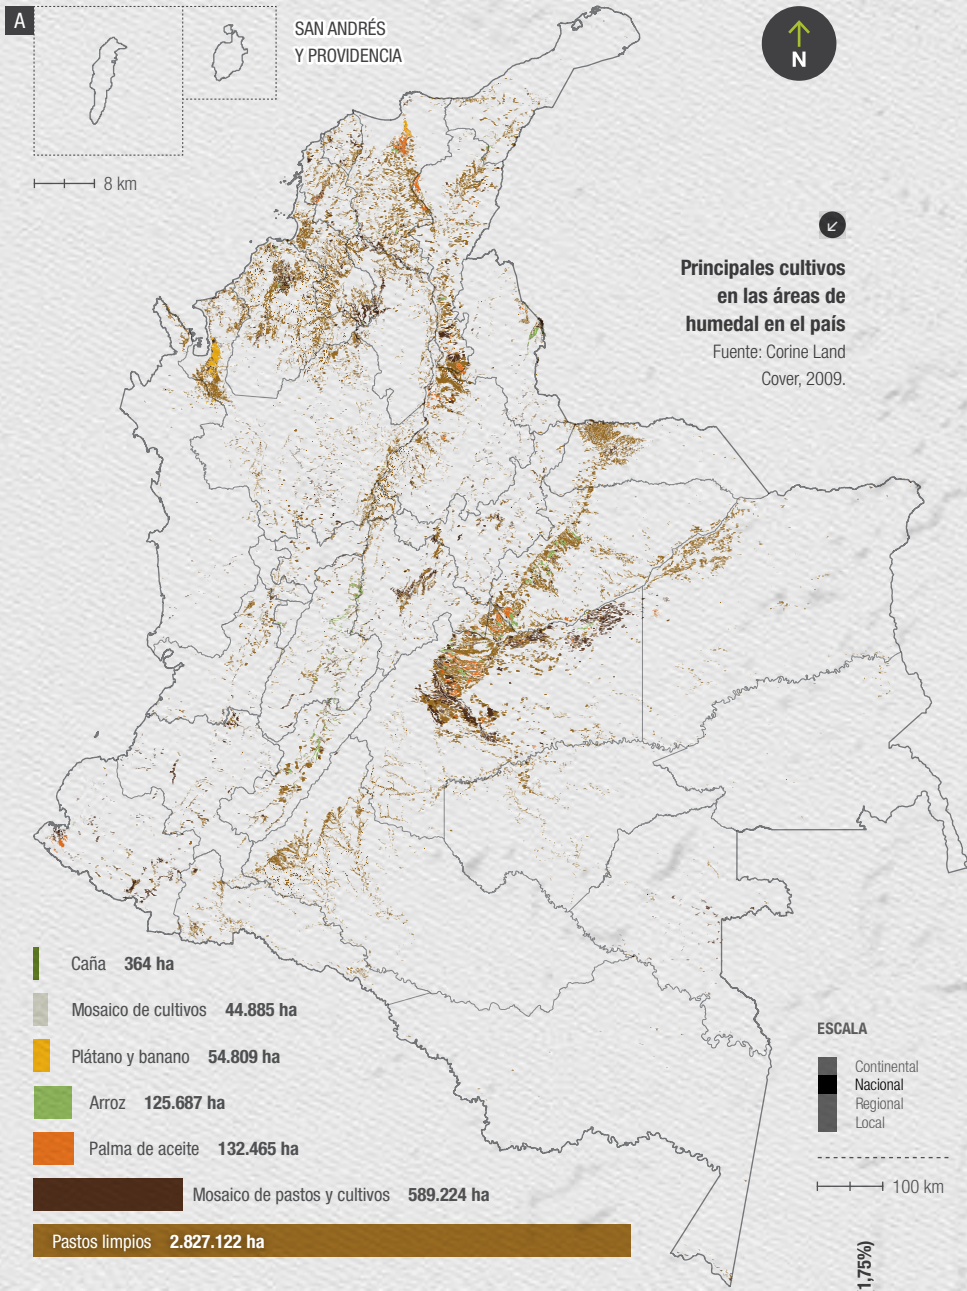 A
SAN ANDRÉS
Y PROVIDENCIA
N
8 km
Principales cultivos
en las áreas de
humedal en el país
Fuente: Corine Land
Cover, 2009.
Caña 364 ha
Mosaico de cultivos 44.885 ha
Plátano y banano 54.809 ha
Arroz 125.687 ha
Palma de aceite 132.465 ha
Mosaico de pastos y cultivos 589.224 ha
Pastos limpios 2.827.122 ha
ESCALA
Continental
Nacional
Regional
Local
100 km
1,75%)